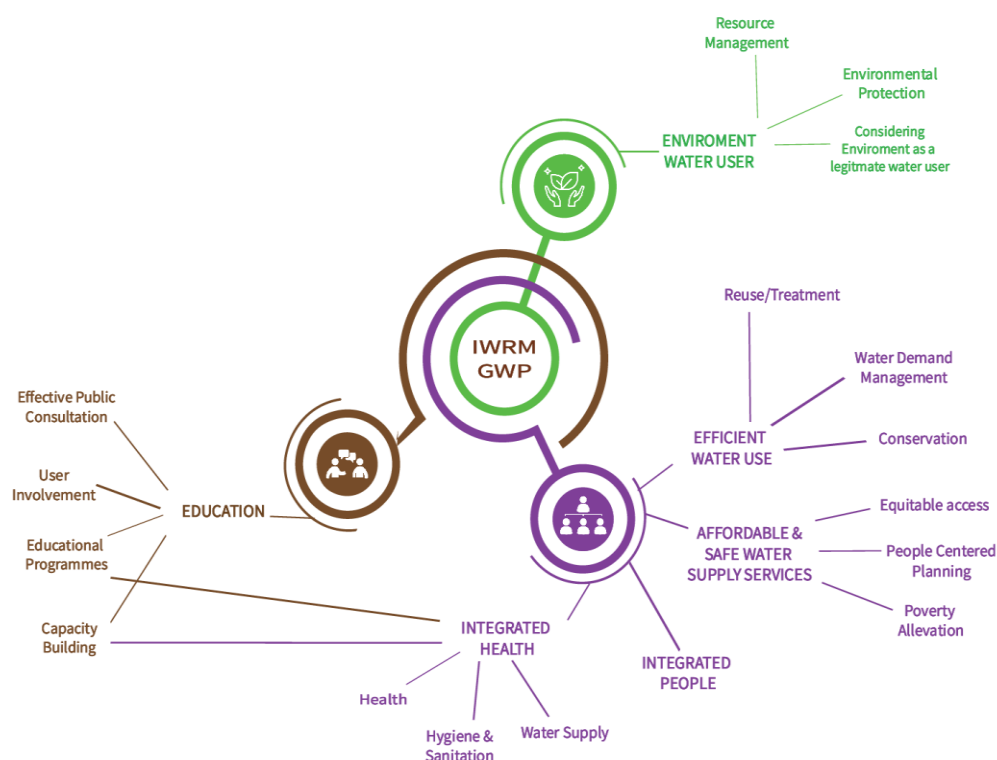 Resource
Management
Environmental
Protection
ENVIROMENT
WATER USER
Considering
Enviroment as a
legitmate water user
IWRM
GWP
Reuse/Treatment
Water Demand
Management
EFFICIENT
WATER USE
Conservation
Effective Public
Consultation
User
Involvement
EDUCATION
Educational
Programmes
Capacity
Building
Equitable access
AFFORDABLE &
SAFE WATER
SUPPLY SERVICES
People Centered
Planning
Poverty
Allevation
INTEGRATED
HEALTH
INTEGRATED
PEOPLE
Health
Hygiene &
Sanitation
Water Supply